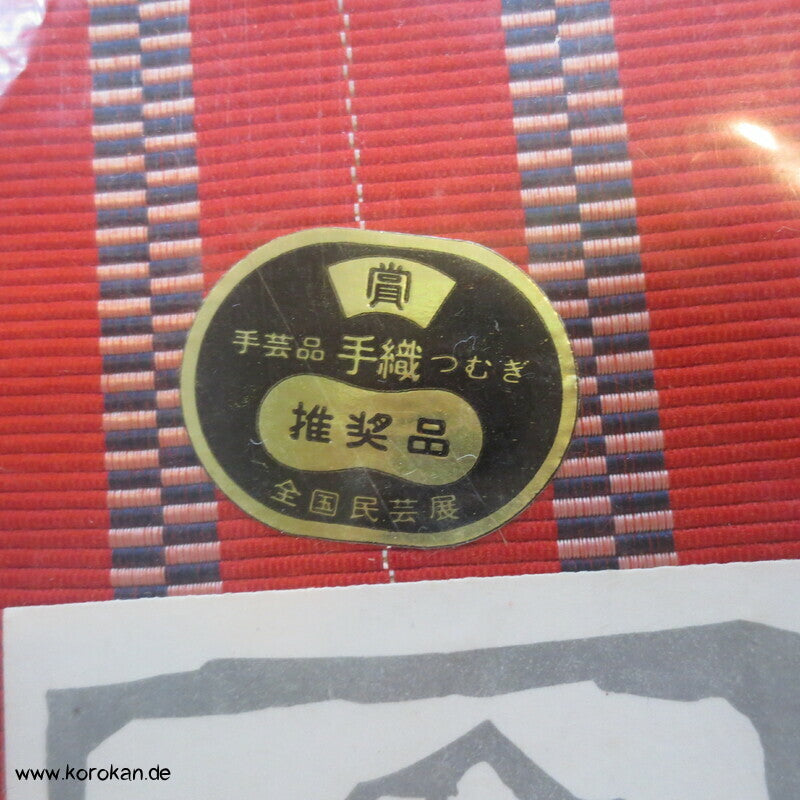 賞
手芸品 手織つむぎ
推奨品
全国民芸展
www.korokan.de